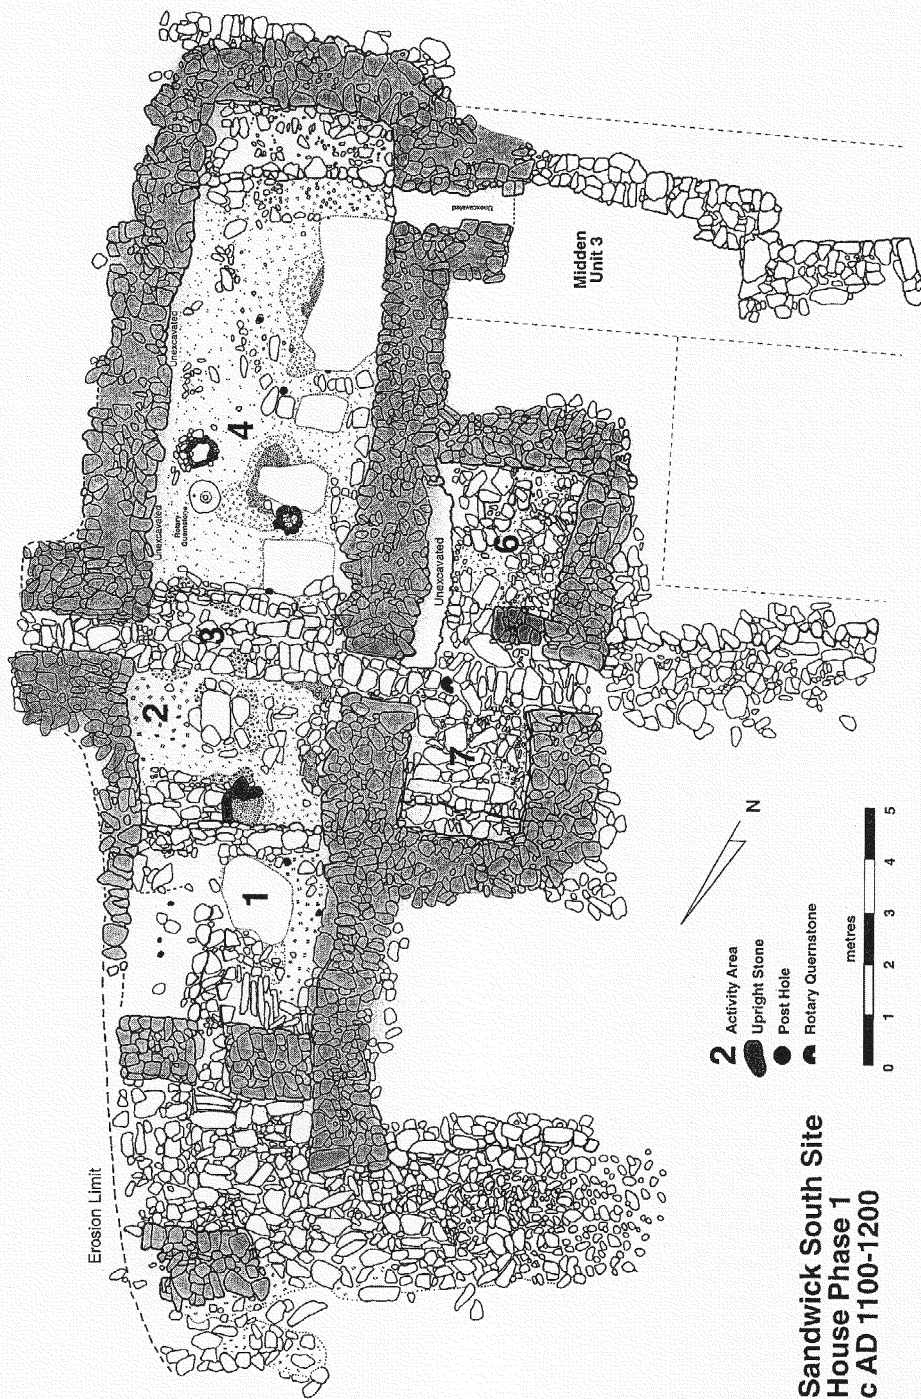 Erosion Limit
1
2
3
4
Unexcavated
Rotary
Quernstone
Unexcavated
Unexcavated
Unexcavated
6
7
Midden
Unit 3
N
2 Activity Area
Upright Stone
Post Hole
Rotary Quernstone
metres
0 1 2 3 4 5
Sandwick South Site
House Phase 1
c AD 1100-1200